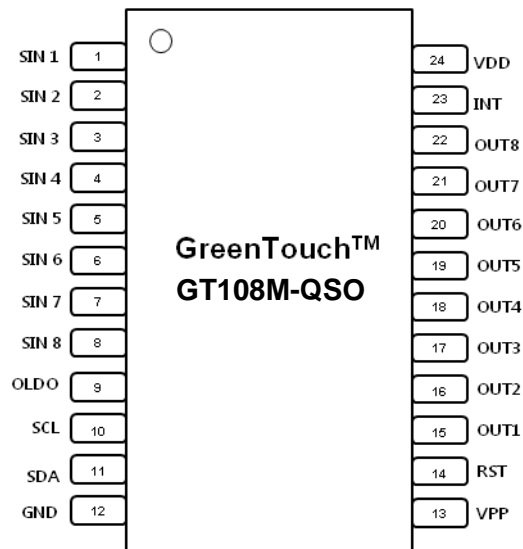 SIN 1 1 24 VDD
SIN 2 2 23 INT
SIN 3 3 22 OUT8
SIN 4 4 21 OUT7
SIN 5 5 20 OUT6
SIN 6 6 19 OUT5
SIN 7 7 18 OUT4
SIN 8 8 17 OUT3
OLDO 9 16 OUT2
SCL 10 15 OUT1
SDA 11 14 RST
GND 12 13 VPP
GreenTouch™
GT108M-QSO